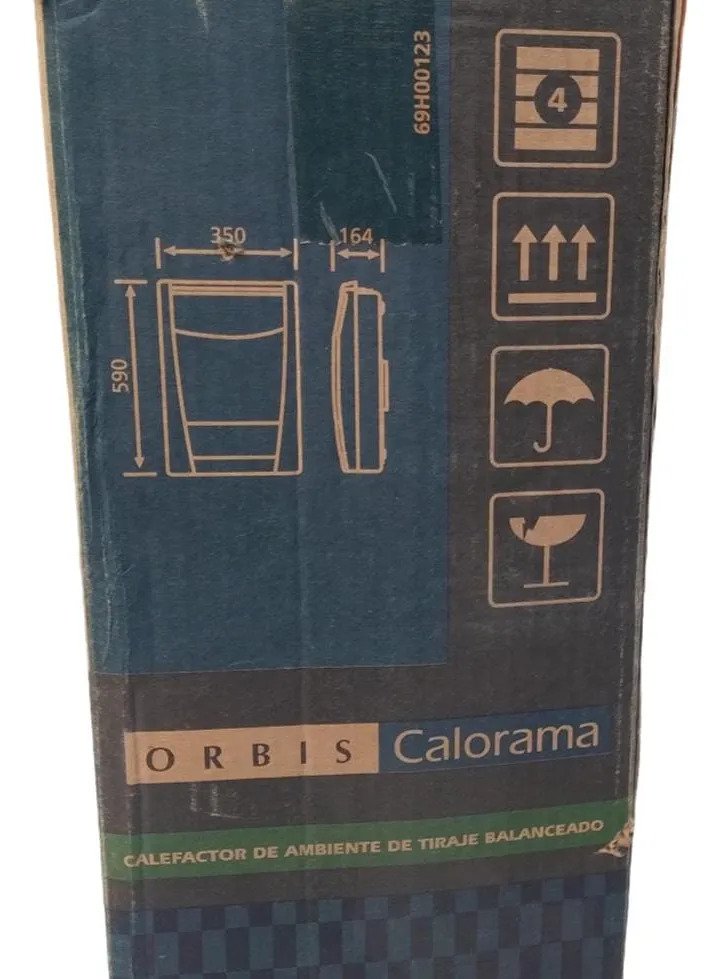 69H00123
4
350
164
590
ORBIS Calorama
CALEFACTOR DE AMBIENTE DE TIRAJE BALANCEADO